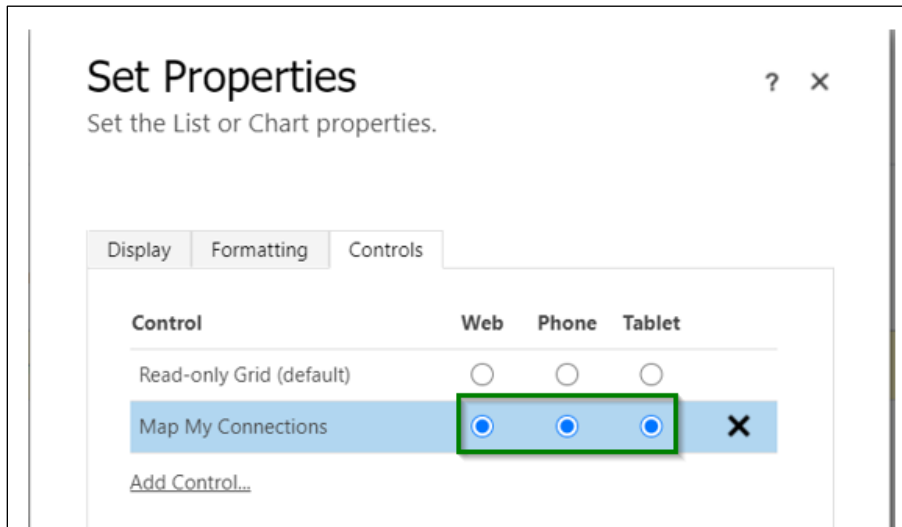 Set Properties
? ×
Set the List or Chart properties.
Display Formatting Controls
Control Web Phone Tablet
Read-only Grid (default)
Map My Connections
Add Control...